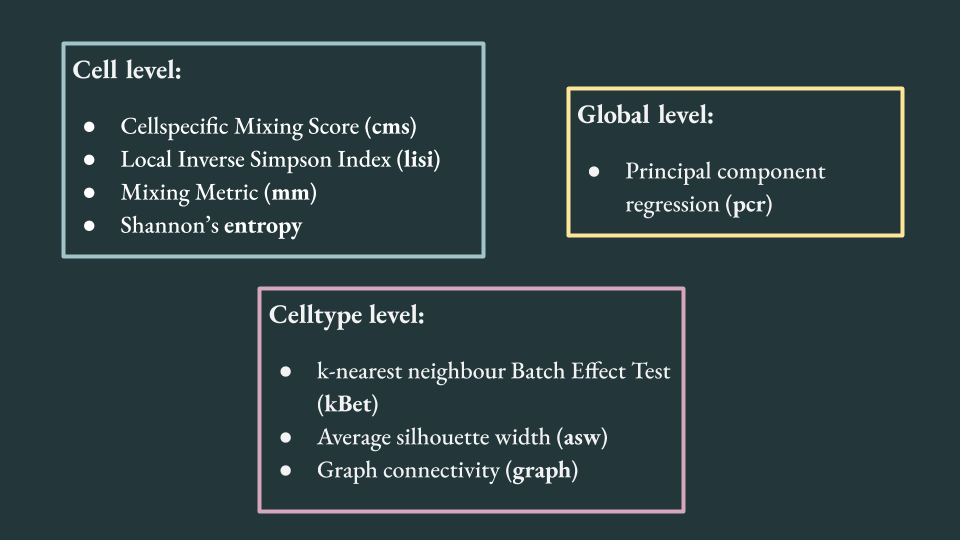 Cell level:
● Cellspecific Mixing Score (cms)
● Local Inverse Simpson Index (lisi)
● Mixing Metric (mm)
● Shannon’s entropy
Global level:
● Principal component
regression (pcr)
Celltype level:
● k-nearest neighbour Batch Effect Test
(kBet)
● Average silhouette width (asw)
● Graph connectivity (graph)